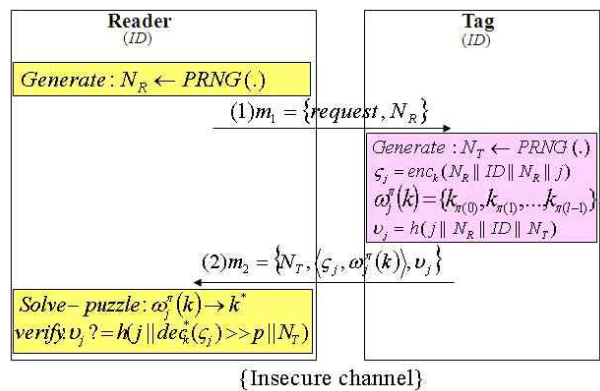 Reader
(ID)
Tag
(ID)
Generate: N_R ← PRNG(.)
(1)m₁ = {request, N_R}
Generate: N_T ← PRNG(.)
ς_j = enc_k(N_R || ID || N_R || j)
ω_j^π(k) = {k_π(0), k_π(1), ..., k_π(l-1)}
υ_j = h(j || N_R || ID || N_T)
(2)m₂ = {N_T, ⟨ς_j, ω_j^π(k)⟩, υ_j}
Solve-puzzle: ω_j^π(k) → k*
verify: υ_j ?= h(j || dec_k*(ς_j) >> p || N_T)
{Insecure channel}